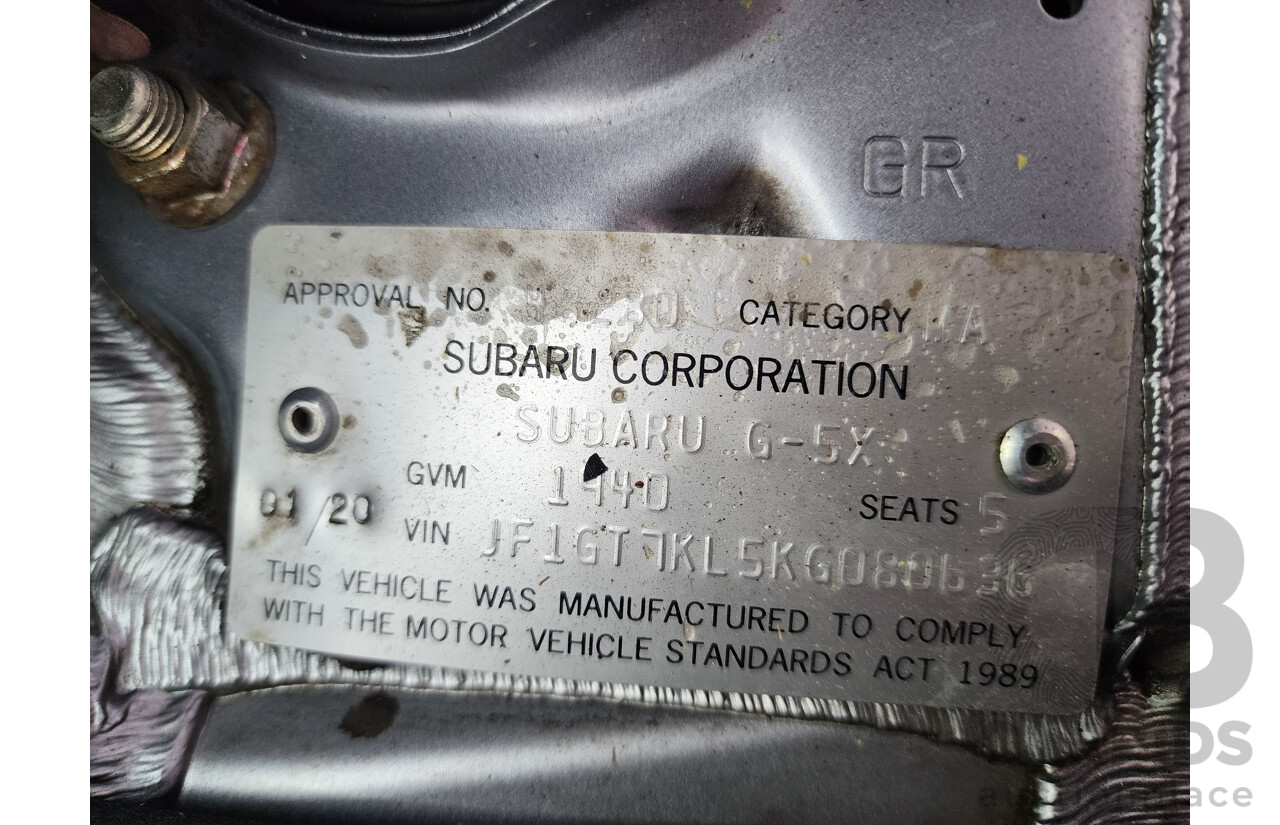 GR
APPROVAL NO. CATEGORY
SUBARU CORPORATION
SUBARU G-5X
GVM 1940 SEATS 5
01/20
VIN JF1GT7KL5KG080636
THIS VEHICLE WAS MANUFACTURED TO COMPLY
WITH THE MOTOR VEHICLE STANDARDS ACT 1989